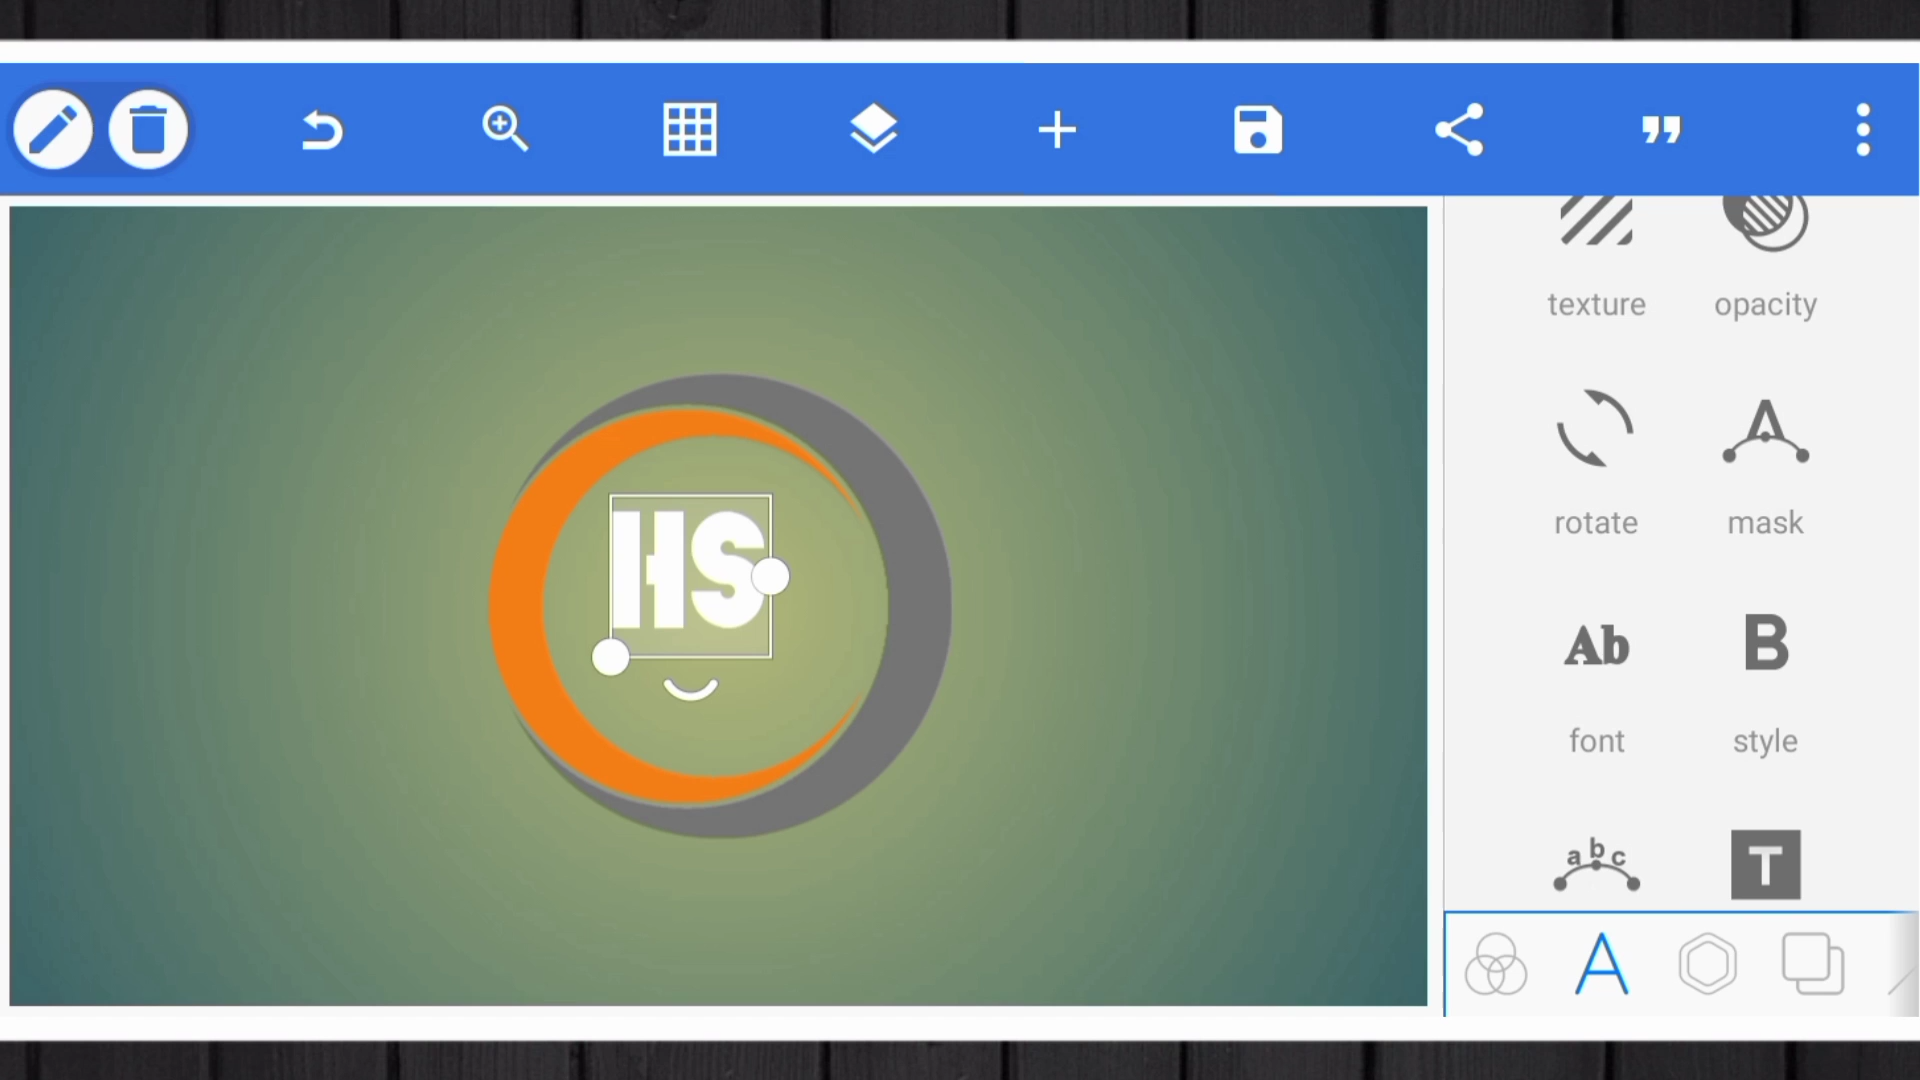 HS
texture opacity
rotate mask
Ab B
font style
abc T
A